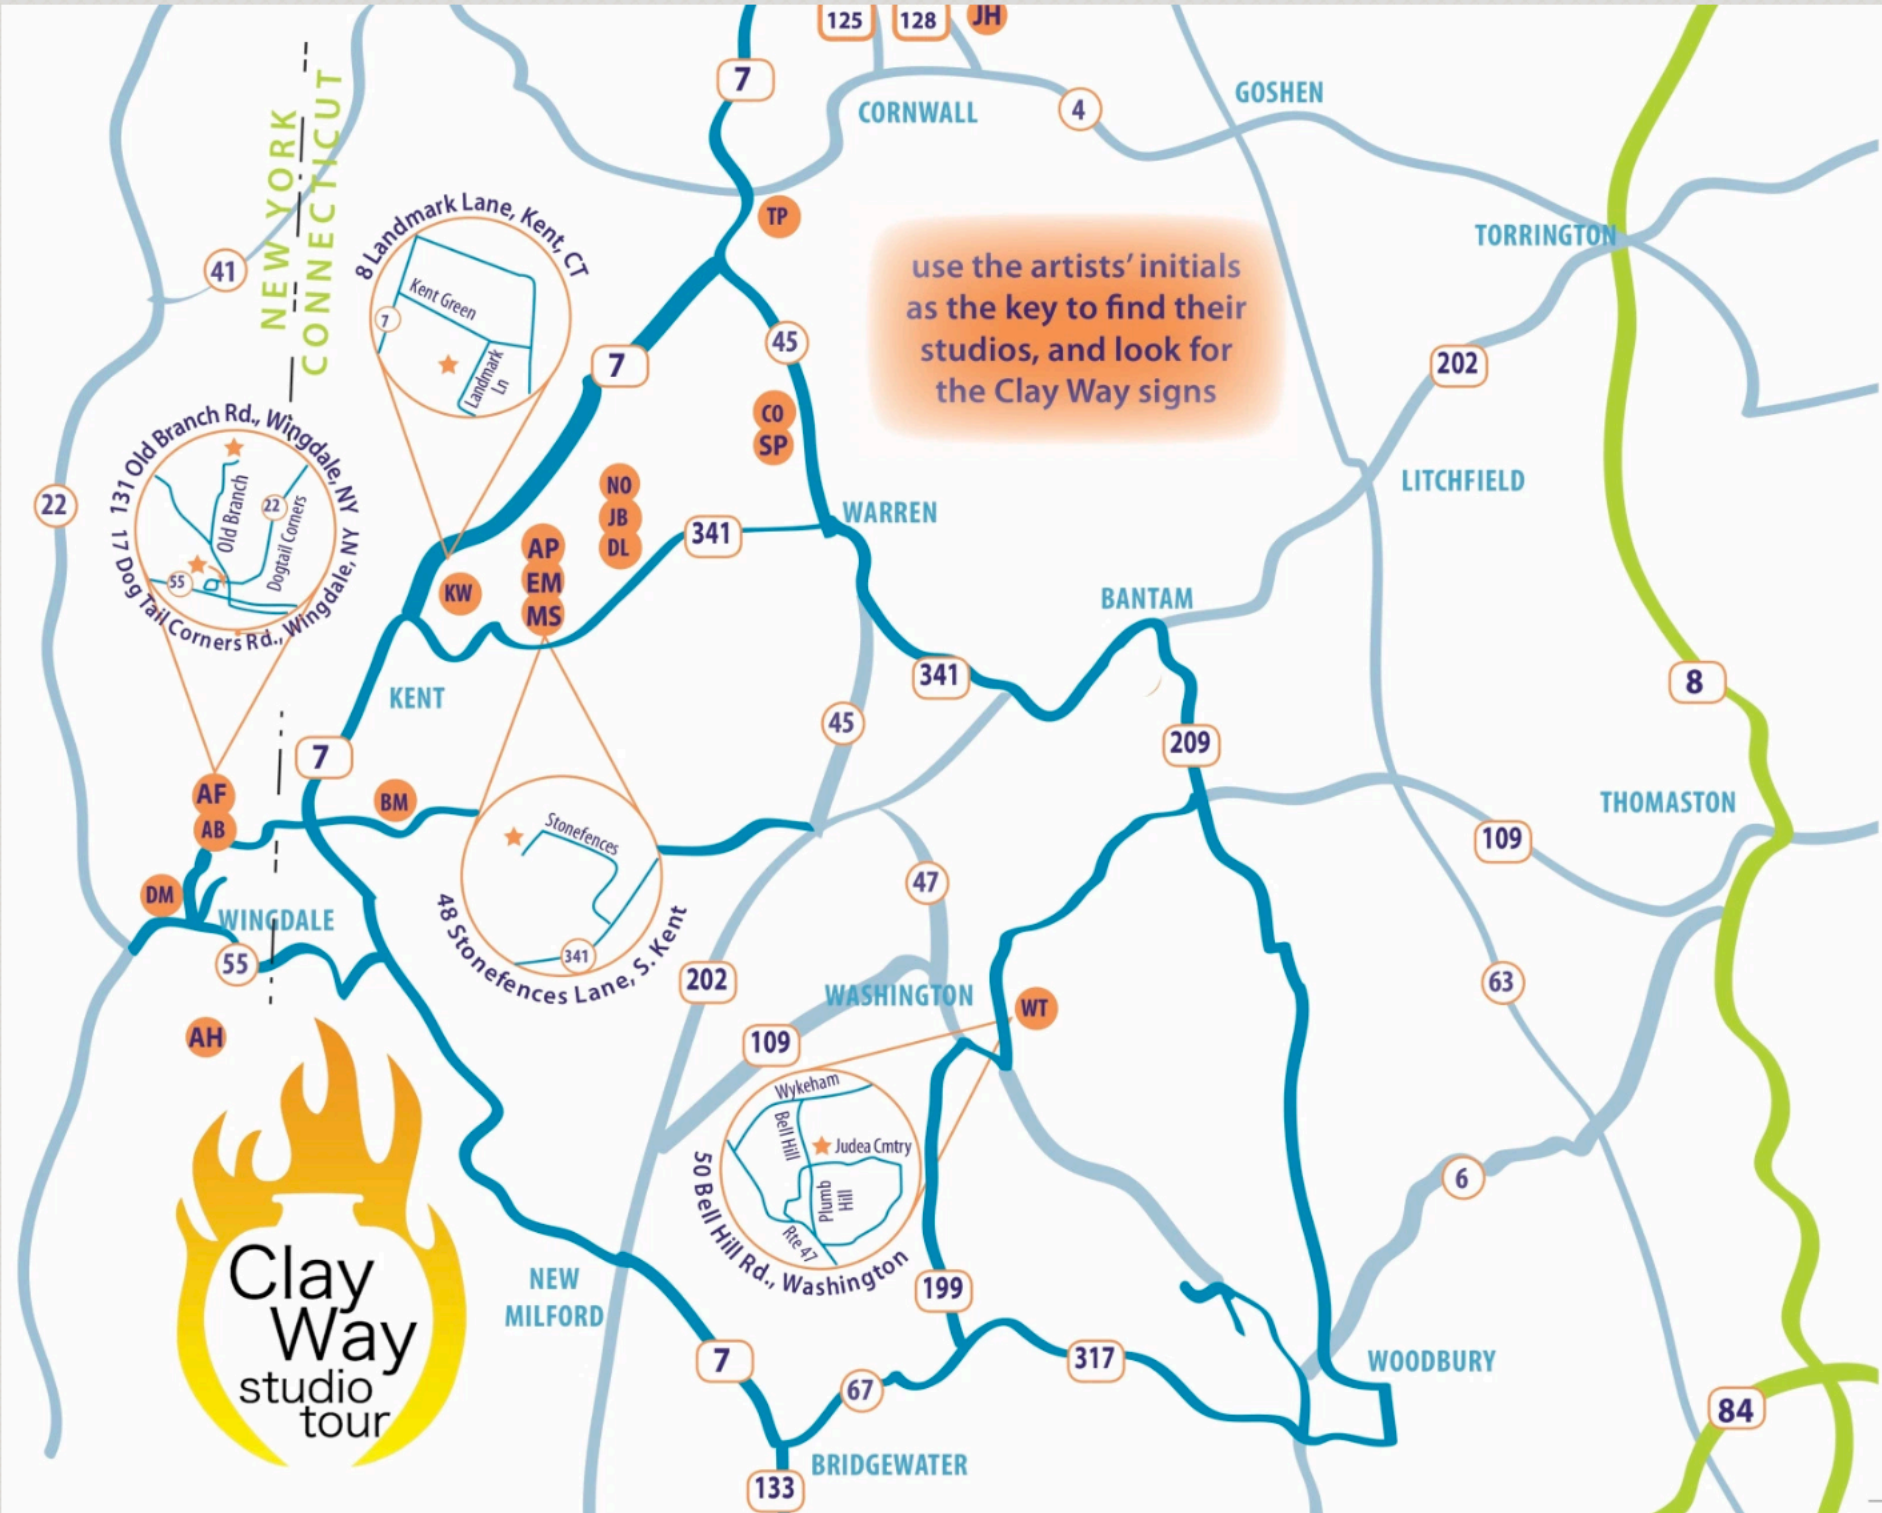 125
128
JH
7
CORNWALL
4
GOSHEN
NEW YORK
CONNECTICUT
41
TP
TORRINGTON
8 Landmark Lane, Kent, CT
Kent Green
7
Landmark
Ln
use the artists' initials
as the key to find their
studios, and look for
the Clay Way signs
45
7
202
CO
SP
131 Old Branch Rd., Wingdale, NY
17 Dog Tail Corners Rd., Wingdale, NY
Old Branch
22
Dogtail Corners
55
22
NO
JB
DL
AP
EM
MS
KW
341
WARREN
LITCHFIELD
BANTAM
341
8
KENT
45
209
7
AF
AB
BM
THOMASTON
109
Stonefences
341
48 Stonefences Lane, S. Kent
47
DM
WINGDALE
55
202
WASHINGTON
WT
63
AH
109
Wykeham
Bell Hill
Judea Cmtry
Plumb
Hill
Rte 47
50 Bell Hill Rd., Washington
6
Clay
Way
studio
tour
NEW
MILFORD
199
7
317
WOODBURY
67
84
BRIDGEWATER
133